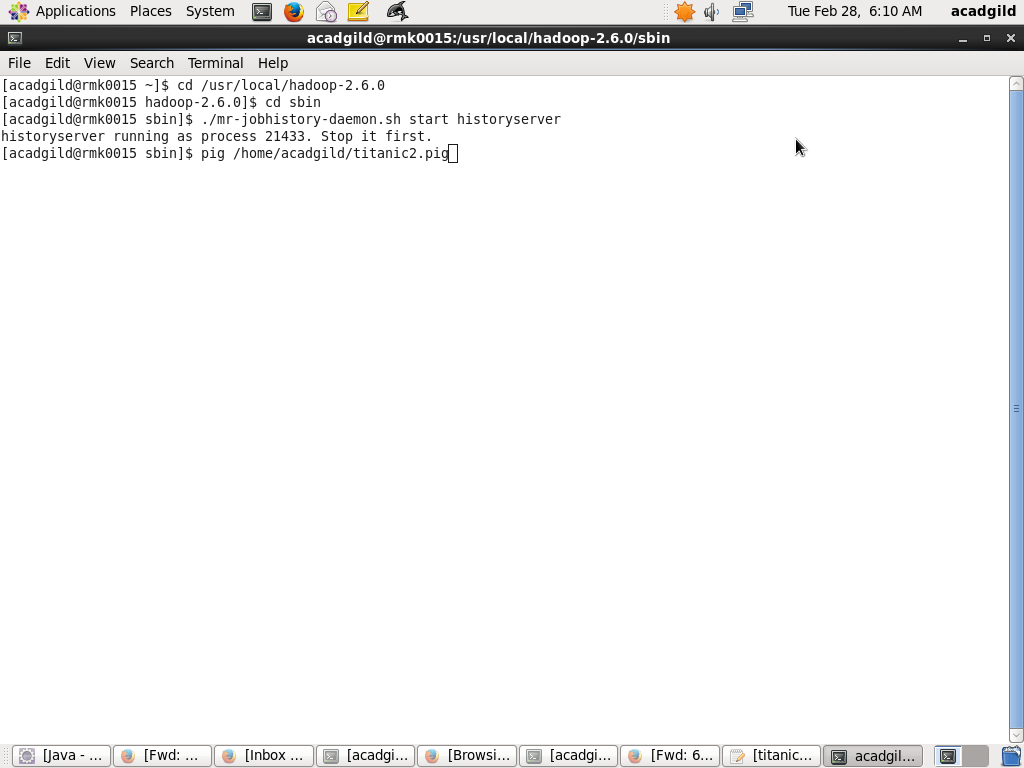 Applications Places System Tue Feb 28, 6:10 AM acadgild
acadgild@rmk0015:/usr/local/hadoop-2.6.0/sbin
File Edit View Search Terminal Help
[acadgild@rmk0015 ~]$ cd /usr/local/hadoop-2.6.0
[acadgild@rmk0015 hadoop-2.6.0]$ cd sbin
[acadgild@rmk0015 sbin]$ ./mr-jobhistory-daemon.sh start historyserver
historyserver running as process 21433. Stop it first.
[acadgild@rmk0015 sbin]$ pig /home/acadgild/titanic2.pig
[Java - ... [Fwd: ... [Inbox ... [acadgi... [Browsi... [acadgi... [Fwd: 6... [titanic... acadgil...